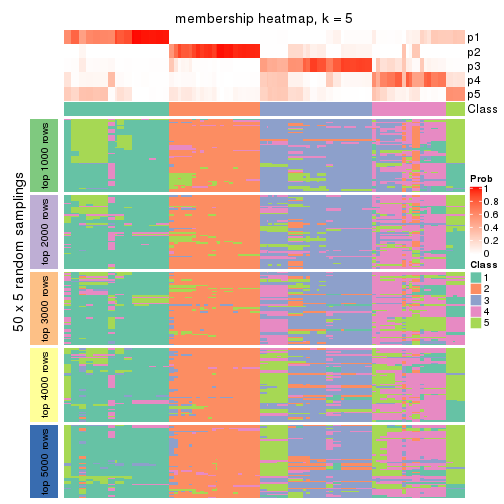 membership heatmap, k = 5
p1
p2
p3
p4
p5
Class
50 x 5 random samplings
top 1000 rows
top 2000 rows
top 3000 rows
top 4000 rows
top 5000 rows
Prob
1
0.8
0.6
0.4
0.2
0
Class
1
2
3
4
5